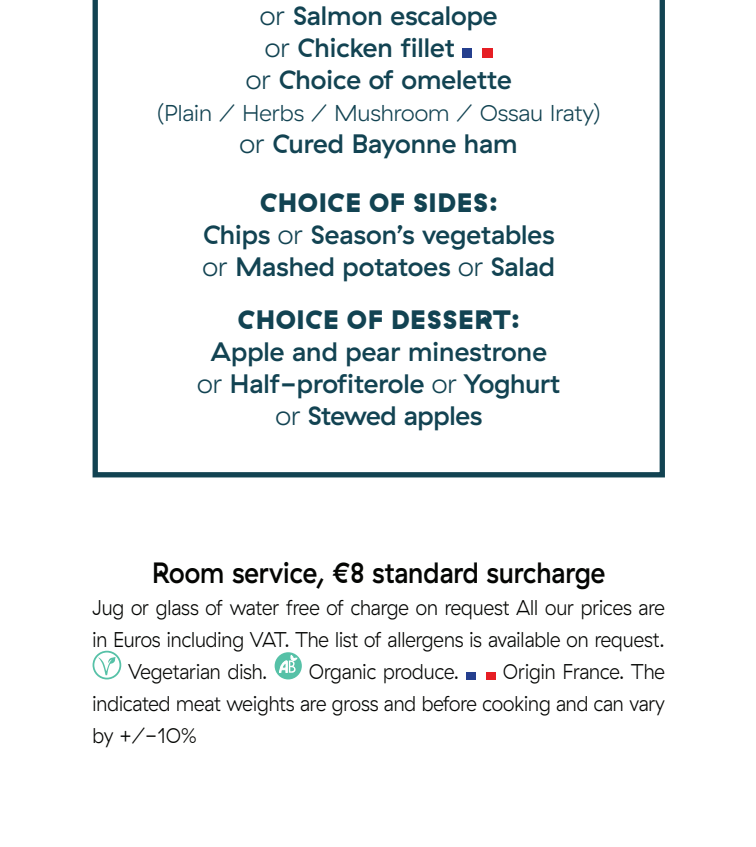 or Salmon escalope
or Chicken fillet
or Choice of omelette
(Plain / Herbs / Mushroom / Ossau Iraty)
or Cured Bayonne ham
CHOICE OF SIDES:
Chips or Season's vegetables
or Mashed potatoes or Salad
CHOICE OF DESSERT:
Apple and pear minestrone
or Half-profiterole or Yoghurt
or Stewed apples
Room service, €8 standard surcharge
Jug or glass of water free of charge on request All our prices are
in Euros including VAT. The list of allergens is available on request.
V Vegetarian dish. AB Organic produce. Origin France. The
indicated meat weights are gross and before cooking and can vary
by +/-10%